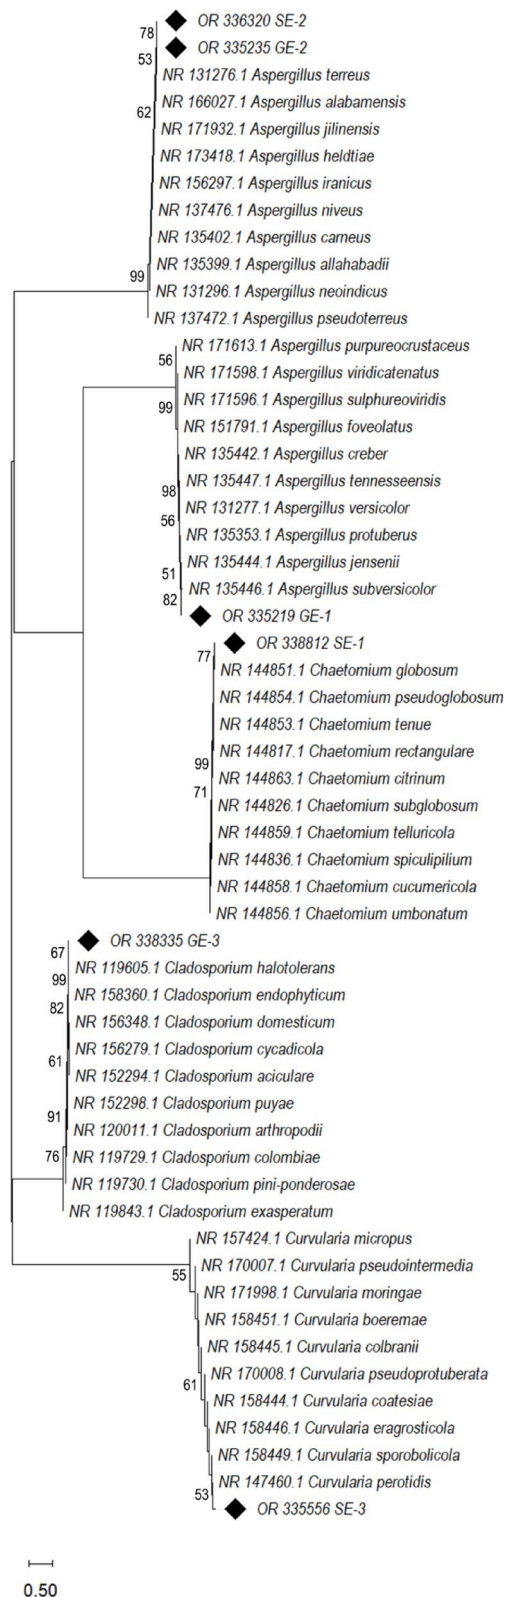 78
OR 336320 SE-2
53
OR 335235 GE-2
NR 131276.1 Aspergillus terreus
62
NR 166027.1 Aspergillus alabamensis
NR 171932.1 Aspergillus jilinensis
NR 173418.1 Aspergillus heldtiae
NR 156297.1 Aspergillus iranicus
NR 137476.1 Aspergillus niveus
NR 135402.1 Aspergillus carneus
NR 135399.1 Aspergillus allahabadii
99
NR 131296.1 Aspergillus neoindicus
NR 137472.1 Aspergillus pseudoterreus
NR 171613.1 Aspergillus purpureocrustaceus
56
NR 171598.1 Aspergillus viridicatenatus
NR 171596.1 Aspergillus sulphureoviridis
99
NR 151791.1 Aspergillus foveolatus
NR 135442.1 Aspergillus creber
NR 135447.1 Aspergillus tennesseensis
98
NR 131277.1 Aspergillus versicolor
56
NR 135353.1 Aspergillus protuberus
NR 135444.1 Aspergillus jensenii
51
NR 135446.1 Aspergillus subversicolor
82
OR 335219 GE-1
OR 338812 SE-1
77
NR 144851.1 Chaetomium globosum
NR 144854.1 Chaetomium pseudoglobosum
NR 144853.1 Chaetomium tenue
NR 144817.1 Chaetomium rectangulare
99
NR 144863.1 Chaetomium citrinum
71
NR 144826.1 Chaetomium subglobosum
NR 144859.1 Chaetomium telluricola
NR 144836.1 Chaetomium spiculipilium
NR 144858.1 Chaetomium cucumericola
NR 144856.1 Chaetomium umbonatum
OR 338335 GE-3
67
NR 119605.1 Cladosporium halotolerans
99
NR 158360.1 Cladosporium endophyticum
82
NR 156348.1 Cladosporium domesticum
NR 156279.1 Cladosporium cycadicola
61
NR 152294.1 Cladosporium aciculare
NR 152298.1 Cladosporium puyae
91
NR 120011.1 Cladosporium arthropodii
76
NR 119729.1 Cladosporium colombiae
NR 119730.1 Cladosporium pini-ponderosae
NR 119843.1 Cladosporium exasperatum
NR 157424.1 Curvularia micropus
55
NR 170007.1 Curvularia pseudointermedia
NR 171998.1 Curvularia moringae
NR 158451.1 Curvularia boeremae
NR 158445.1 Curvularia colbranii
61
NR 170008.1 Curvularia pseudoprotuberata
NR 158444.1 Curvularia coatesiae
NR 158446.1 Curvularia eragrosticola
NR 158449.1 Curvularia sporobolicola
NR 147460.1 Curvularia perotidis
53
OR 335556 SE-3
0.50